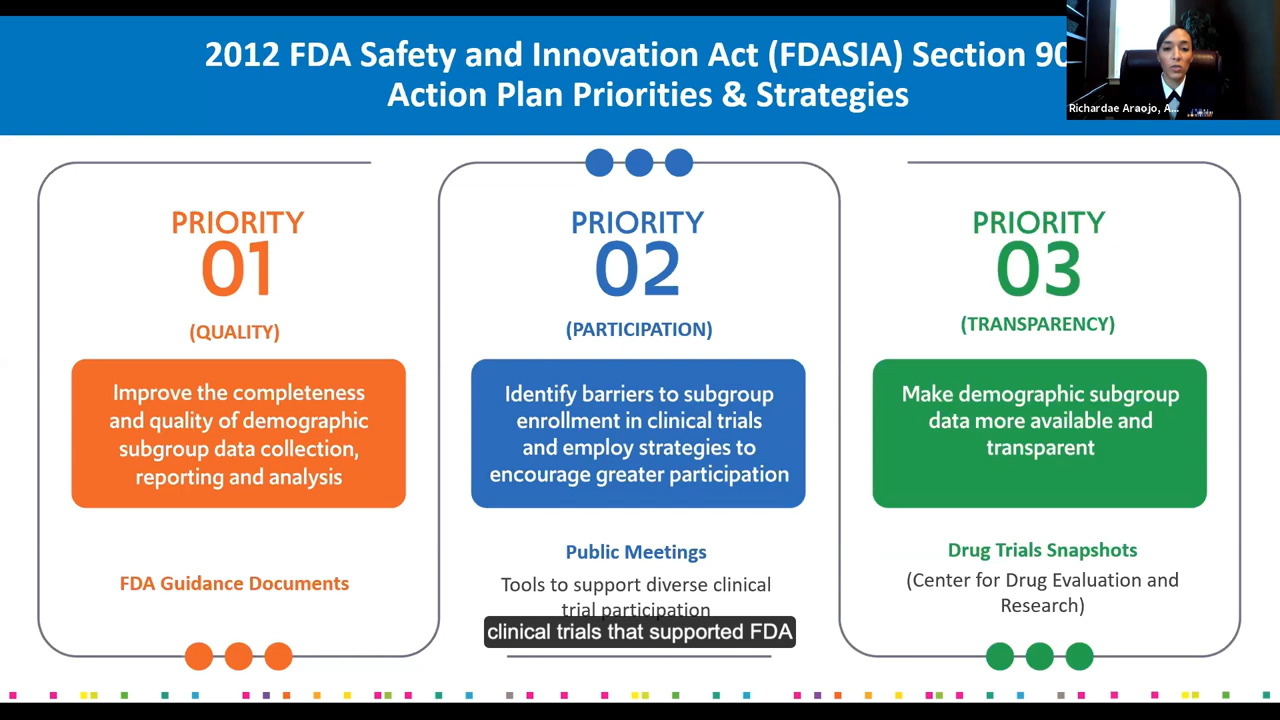 2012 FDA Safety and Innovation Act (FDASIA) Section 90
Action Plan Priorities & Strategies
Richardae Araojo, A...
PRIORITY
01
(QUALITY)
Improve the completeness
and quality of demographic
subgroup data collection,
reporting and analysis
FDA Guidance Documents
PRIORITY
02
(PARTICIPATION)
Identify barriers to subgroup
enrollment in clinical trials
and employ strategies to
encourage greater participation
Public Meetings
Tools to support diverse clinical
trial participation
clinical trials that supported FDA
PRIORITY
03
(TRANSPARENCY)
Make demographic subgroup
data more available and
transparent
Drug Trials Snapshots
(Center for Drug Evaluation and
Research)